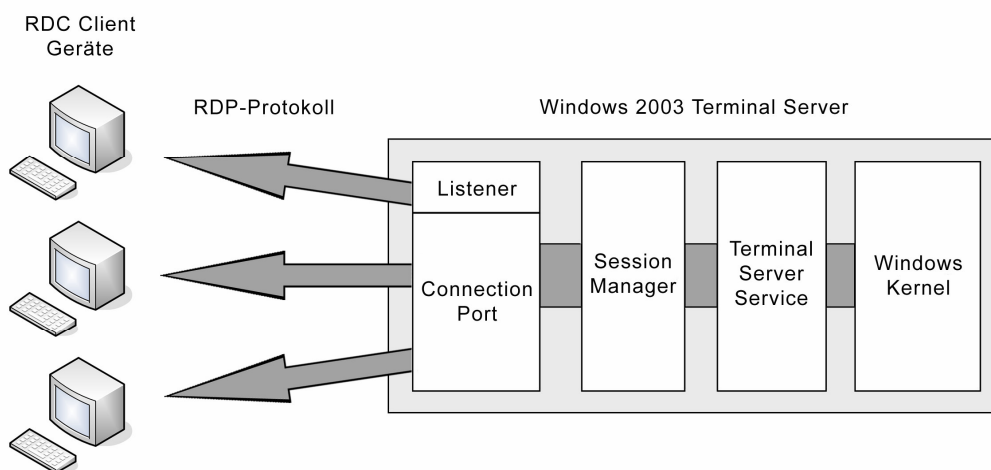 RDC Client
Geräte
RDP-Protokoll
Windows 2003 Terminal Server
Listener
Connection
Port
Session
Manager
Terminal
Server
Service
Windows
Kernel